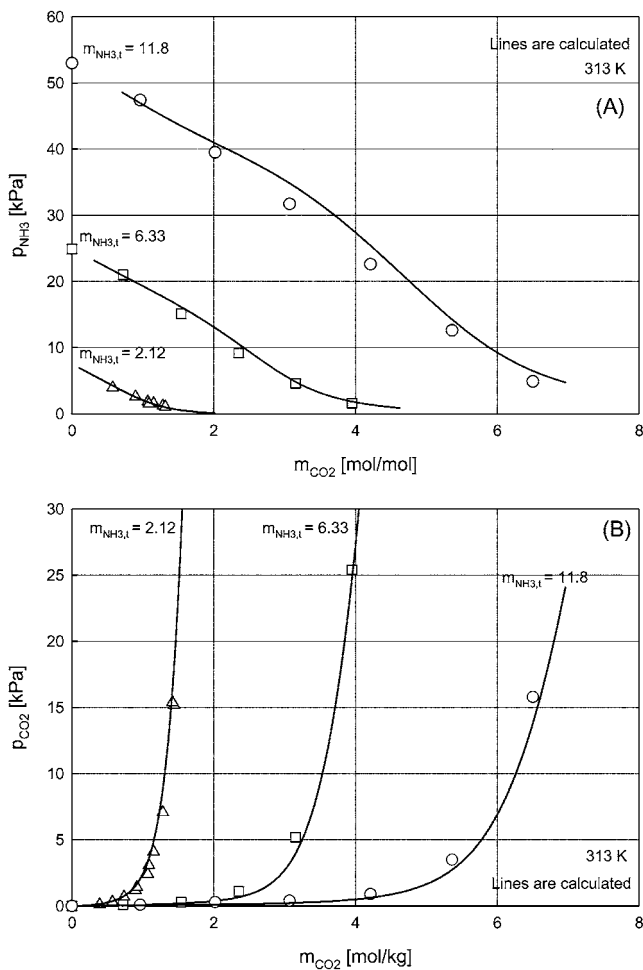 60
50
40
30
20
10
0
p_NH3 [kPa]
m_NH3,t = 11.8
Lines are calculated
313 K
(A)
m_NH3,t = 6.33
m_NH3,t = 2.12
0 2 4 6 8
m_CO2 [mol/mol]
30
25
20
15
10
5
0
p_CO2 [kPa]
m_NH3,t = 2.12
m_NH3,t = 6.33
(B)
m_NH3,t = 11.8
313 K
Lines are calculated
0 2 4 6 8
m_CO2 [mol/kg]